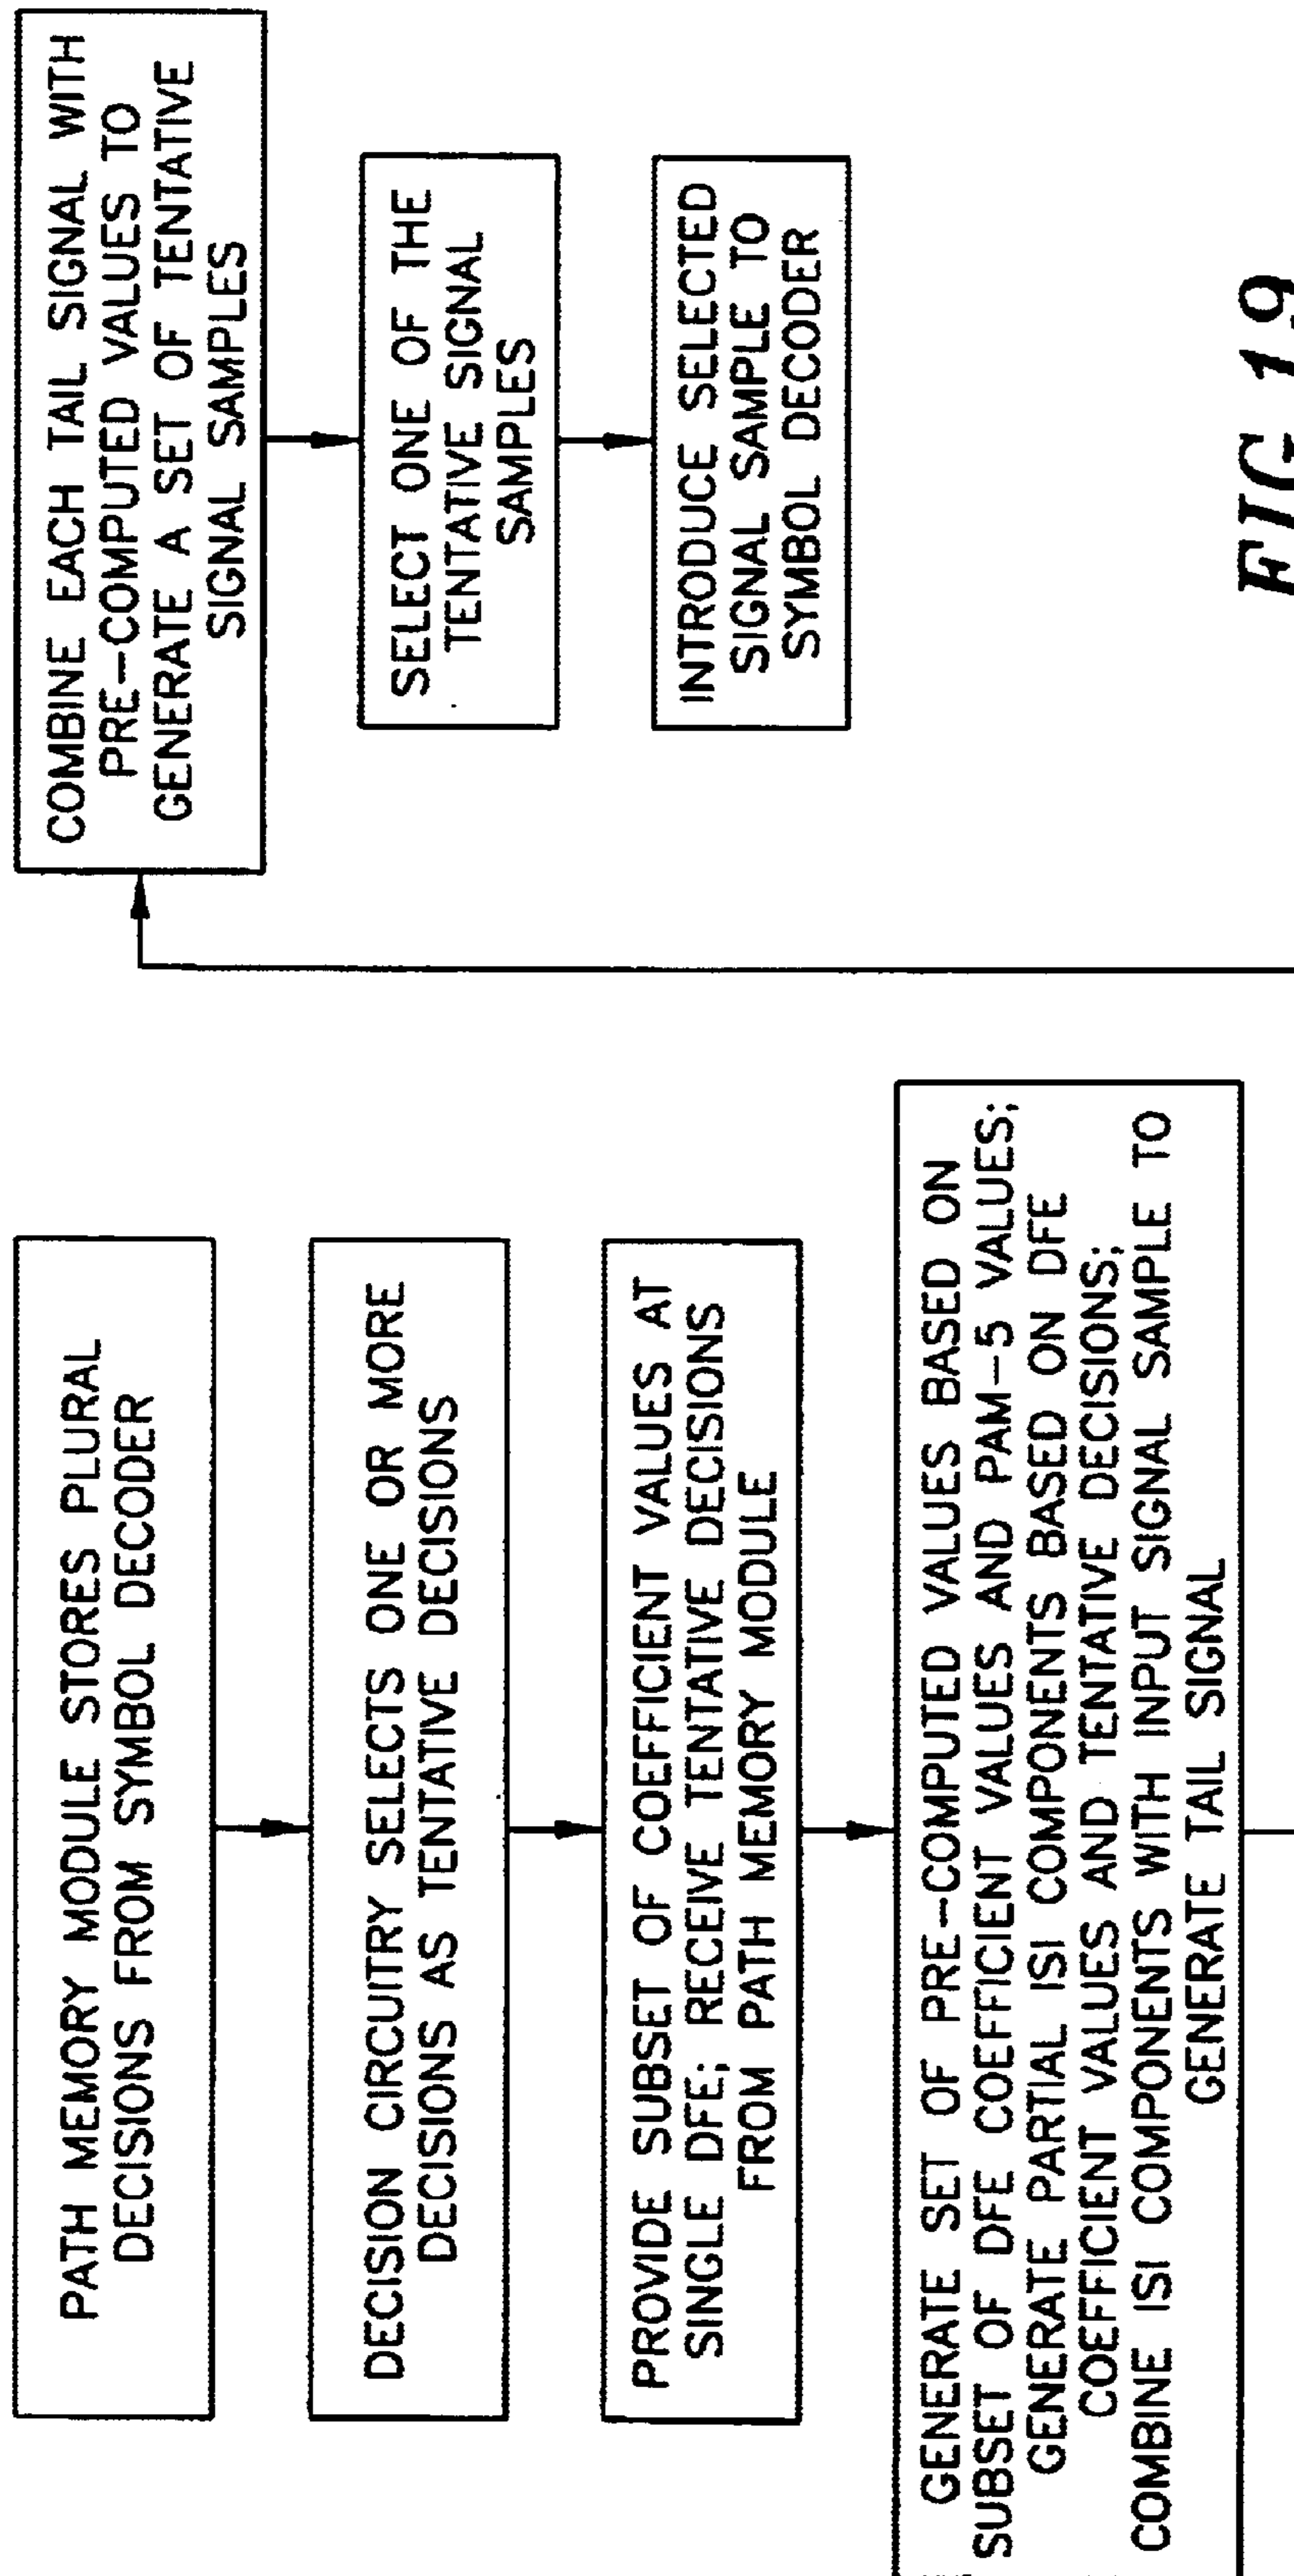 PATH MEMORY MODULE STORES PLURAL
DECISIONS FROM SYMBOL DECODER
DECISION CIRCUITRY SELECTS ONE OR MORE
DECISIONS AS TENTATIVE DECISIONS
PROVIDE SUBSET OF COEFFICIENT VALUES AT
SINGLE DFE; RECEIVE TENTATIVE DECISIONS
FROM PATH MEMORY MODULE
GENERATE SET OF PRE-COMPUTED VALUES BASED ON
SUBSET OF DFE COEFFICIENT VALUES AND PAM-5 VALUES;
GENERATE PARTIAL ISI COMPONENTS BASED ON DFE
COEFFICIENT VALUES AND TENTATIVE DECISIONS;
COMBINE ISI COMPONENTS WITH INPUT SIGNAL SAMPLE TO
GENERATE TAIL SIGNAL
COMBINE EACH TAIL SIGNAL WITH
PRE-COMPUTED VALUES TO
GENERATE A SET OF TENTATIVE
SIGNAL SAMPLES
SELECT ONE OF THE
TENTATIVE SIGNAL
SAMPLES
INTRODUCE SELECTED
SIGNAL SAMPLE TO
SYMBOL DECODER
FIG 19